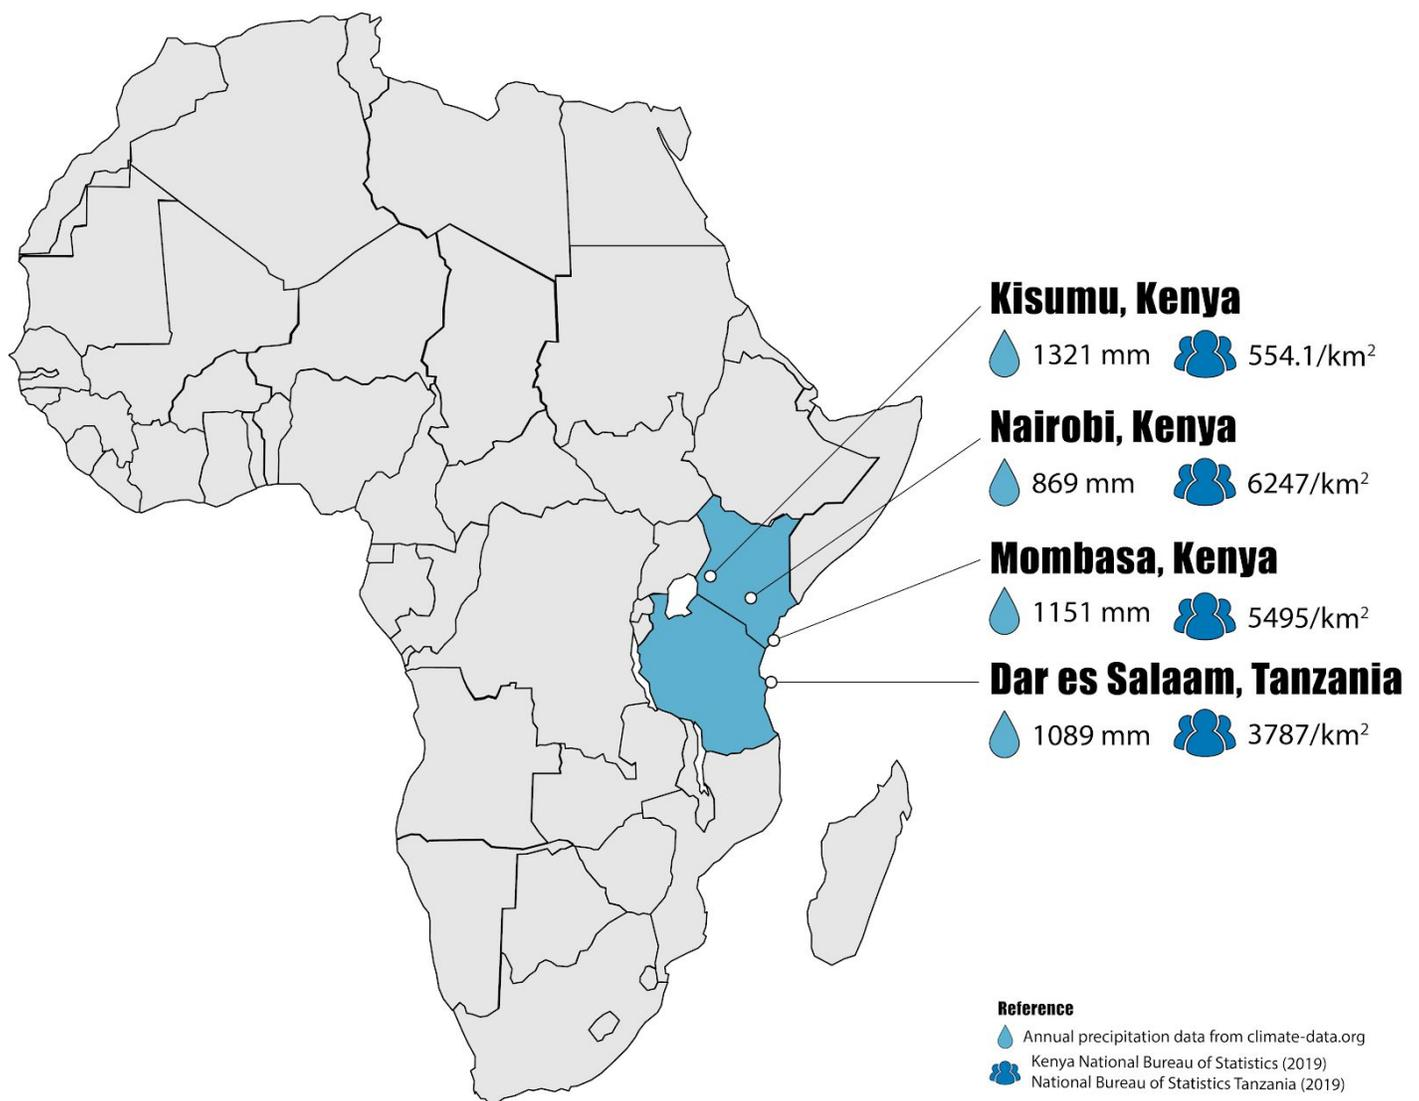 Kisumu, Kenya
1321 mm 554.1/km²
Nairobi, Kenya
869 mm 6247/km²
Mombasa, Kenya
1151 mm 5495/km²
Dar es Salaam, Tanzania
1089 mm 3787/km²
Reference
Annual precipitation data from climate-data.org
Kenya National Bureau of Statistics (2019)
National Bureau of Statistics Tanzania (2019)